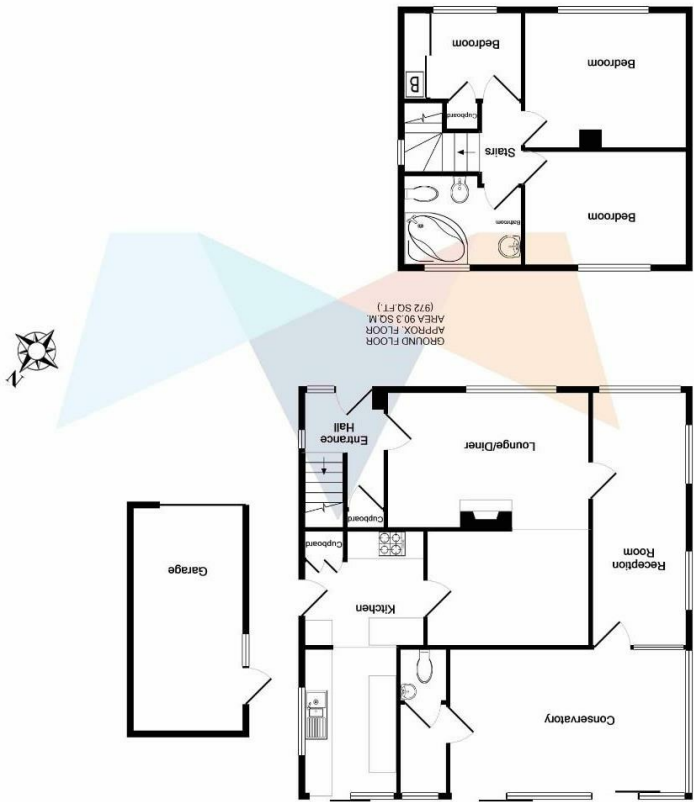 Conservatory
Kitchen
Reception
Room
Garage
Cupboard
Cupboard
Lounge/Diner
Entrance
Hall
N
GROUND FLOOR
APPROX. FLOOR
AREA 90.3 SQ.M.
(972 SQ.FT.)
Bedroom
Bathroom
Stairs
Cupboard
B
Bedroom
Bedroom